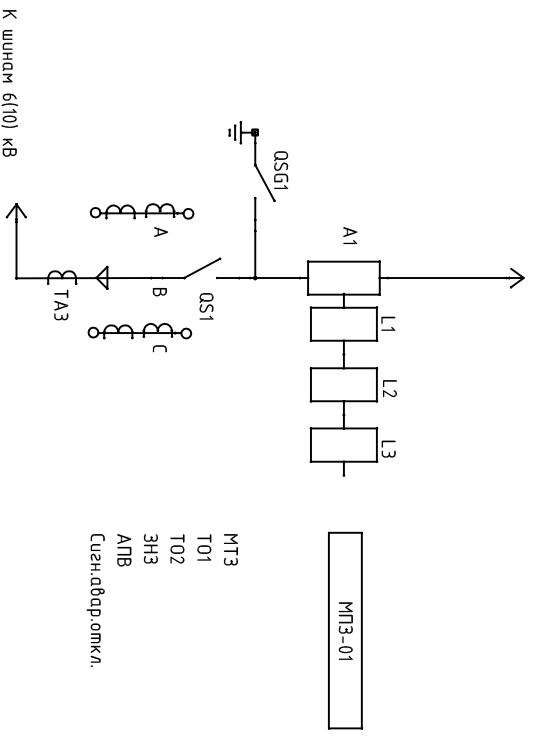 К шинам 6(10) кВ
QSG1
A1
A
B
C
QS1
TA3
L1
L2
L3
МТЗ
ТО1
ТО2
ЗНЗ
АПВ
Сигн.авар.откл.
МПЗ-01